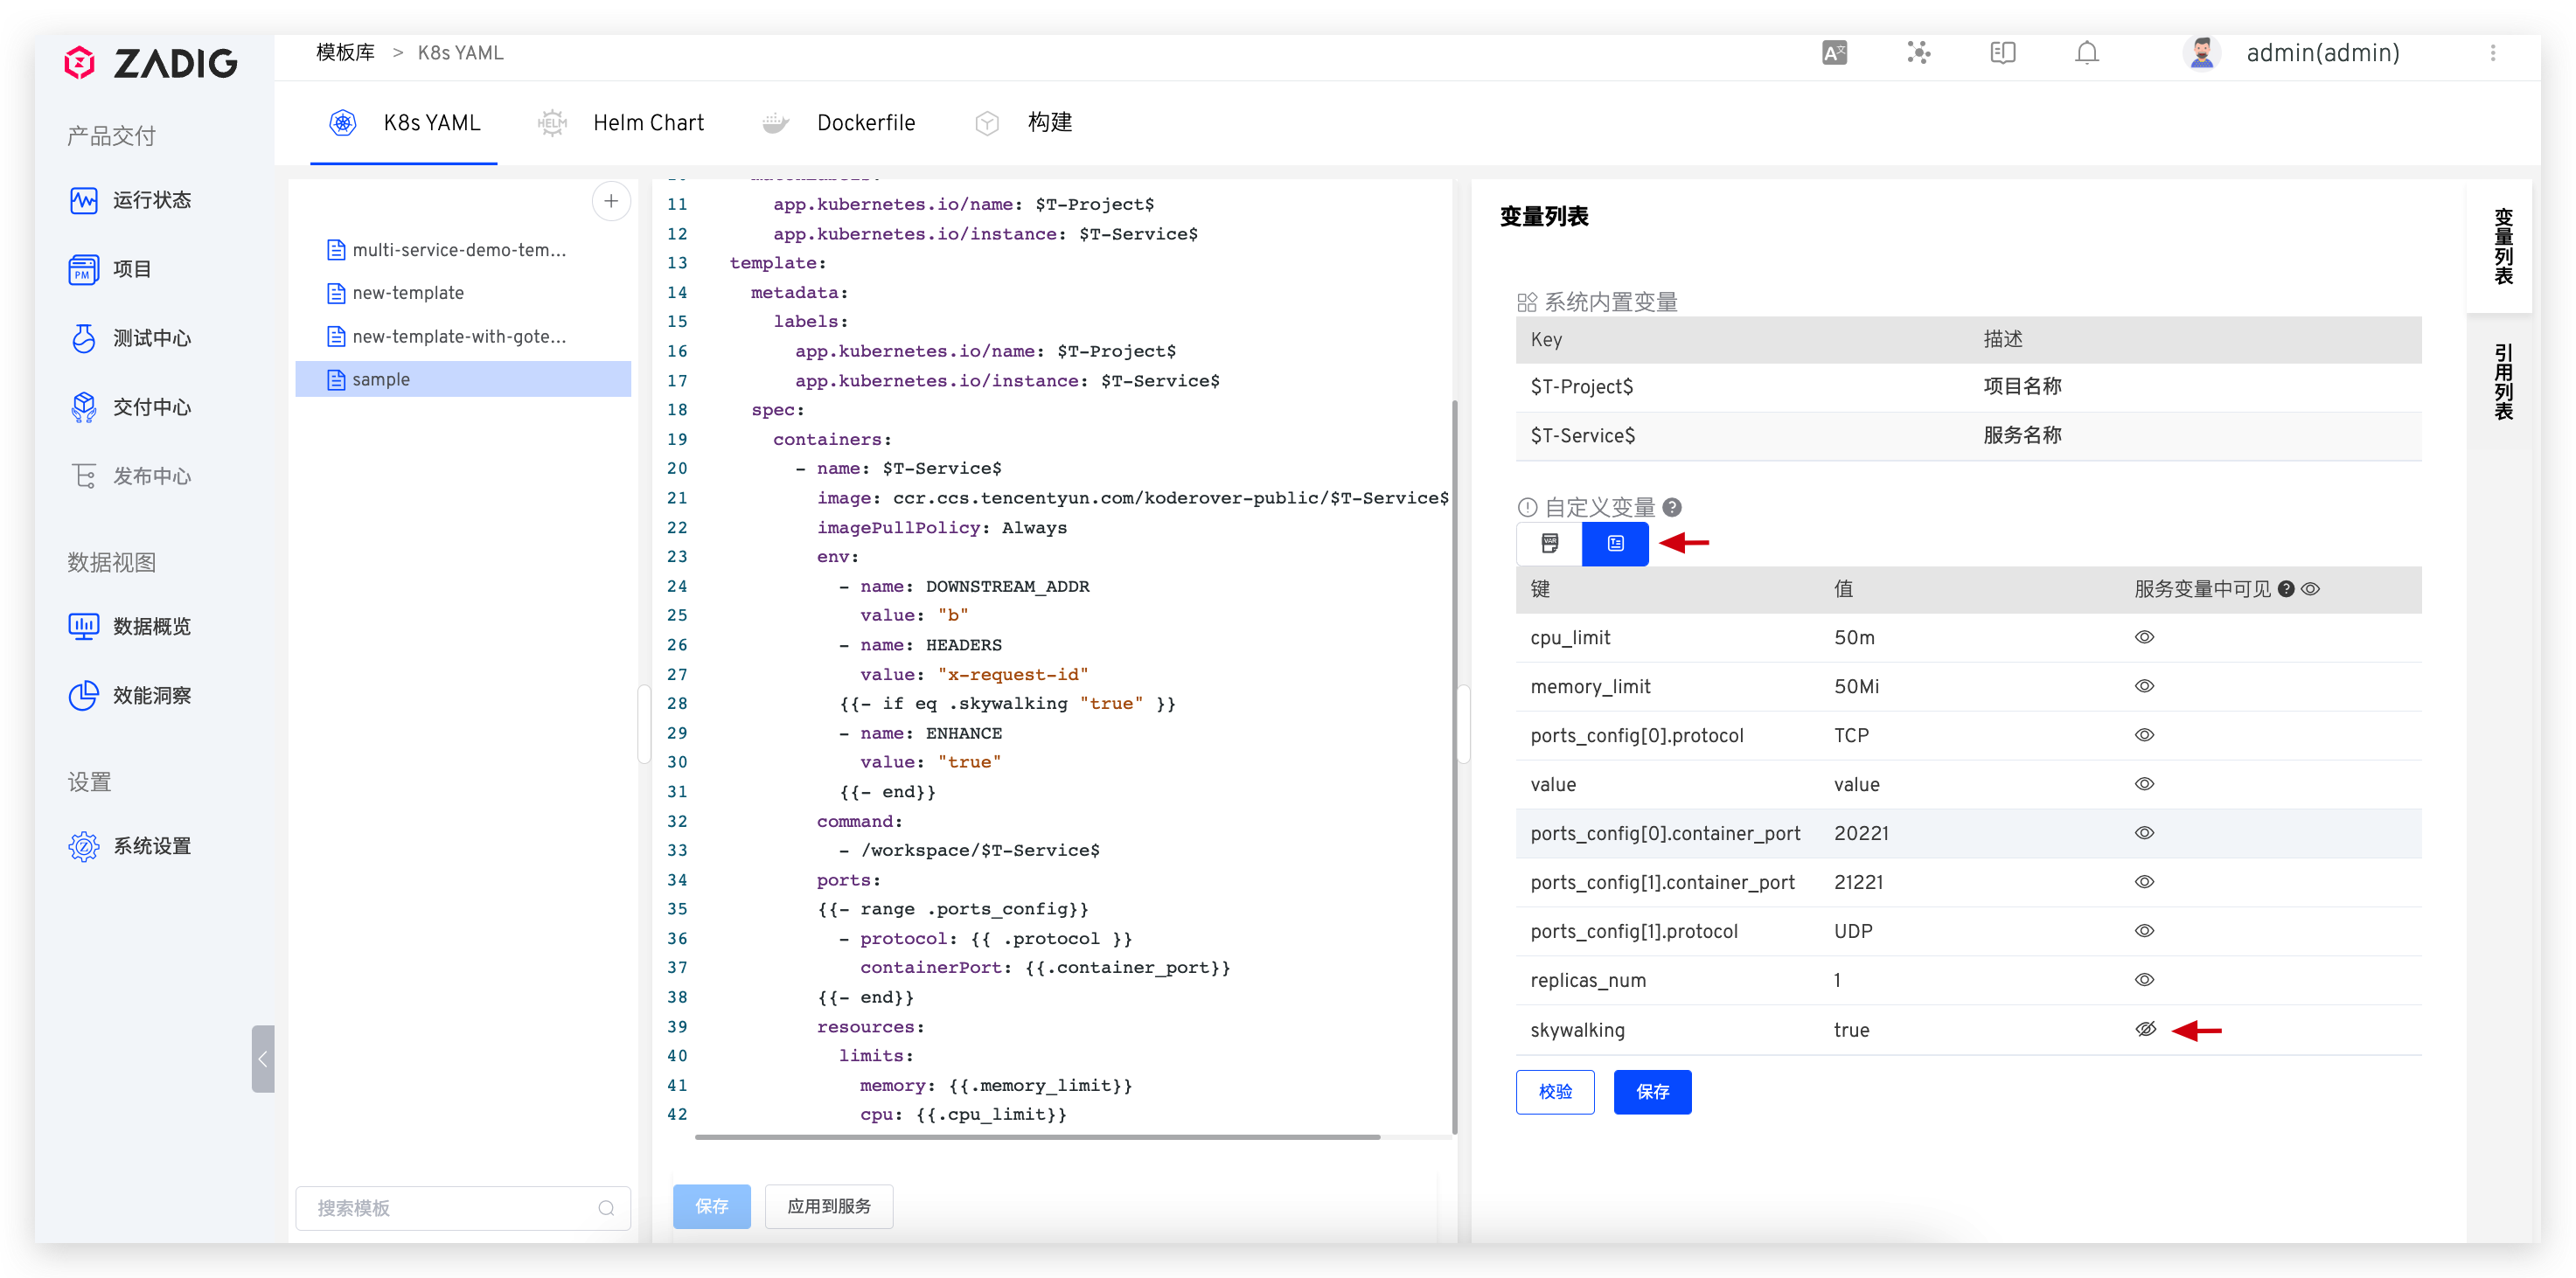 ZADIG
模板库 > K8s YAML
admin(admin)
产品交付
运行状态
项目
测试中心
交付中心
发布中心
数据视图
数据概览
效能洞察
设置
系统设置
K8s YAML
HELM
Helm Chart
Dockerfile
构建
multi-service-demo-tem...
new-template
new-template-with-gote...
sample
搜索模板
11 app.kubernetes.io/name: $T-Project$
12 app.kubernetes.io/instance: $T-Service$
13 template:
14 metadata:
15 labels:
16 app.kubernetes.io/name: $T-Project$
17 app.kubernetes.io/instance: $T-Service$
18 spec:
19 containers:
20 - name: $T-Service$
21 image: ccr.ccs.tencentyun.com/koderover-public/$T-Service$
22 imagePullPolicy: Always
23 env:
24 - name: DOWNSTREAM_ADDR
25 value: "b"
26 - name: HEADERS
27 value: "x-request-id"
28 {{- if eq .skywalking "true" }}
29 - name: ENHANCE
30 value: "true"
31 {{- end}}
32 command:
33 - /workspace/$T-Service$
34 ports:
35 {{- range .ports_config}}
36 - protocol: {{ .protocol }}
37 containerPort: {{.container_port}}
38 {{- end}}
39 resources:
40 limits:
41 memory: {{.memory_limit}}
42 cpu: {{.cpu_limit}}
保存 应用到服务
变量列表
系统内置变量
Key 描述
$T-Project$ 项目名称
$T-Service$ 服务名称
自定义变量
键 值 服务变量中可见
cpu_limit 50m
memory_limit 50Mi
ports_config[0].protocol TCP
value value
ports_config[0].container_port 20221
ports_config[1].container_port 21221
ports_config[1].protocol UDP
replicas_num 1
skywalking true
校验 保存
变量列表
引用列表